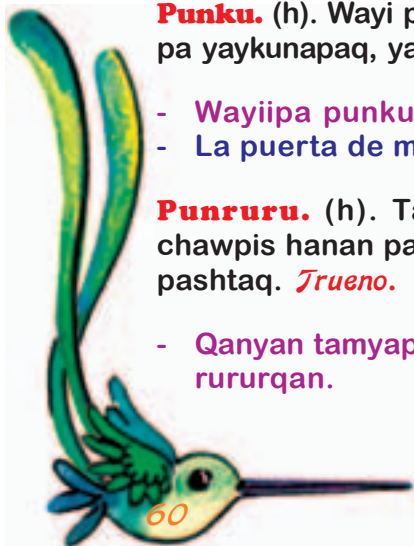 Punku. (h). Wayi p
pa yaykunapaq, ya
- Wayiipa punku
- La puerta de m
Punruru. (h). Ta
chawpis hanan pa
pashtaq. Trueno.
- Qanyan tamyap
rururqan.
60